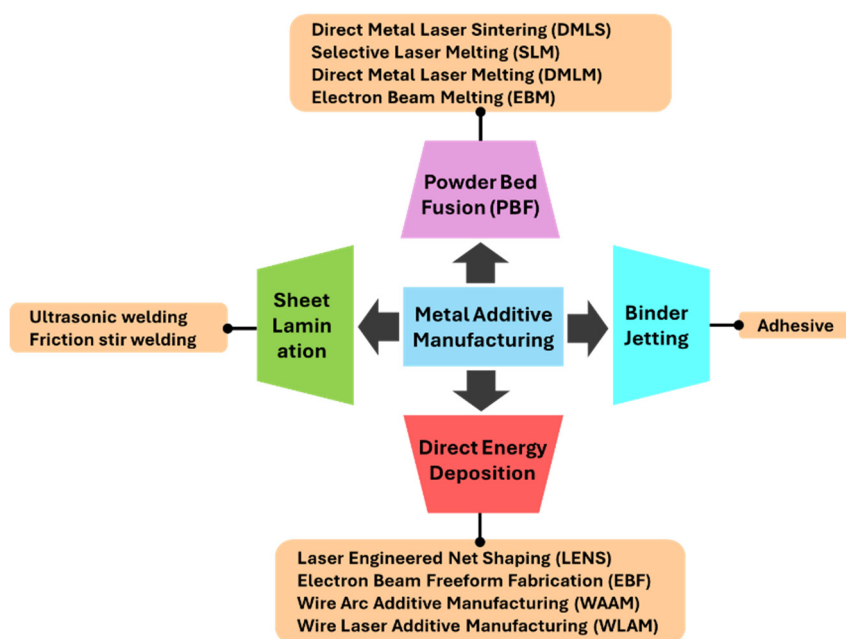 Direct Metal Laser Sintering (DMLS)
Selective Laser Melting (SLM)
Direct Metal Laser Melting (DMLM)
Electron Beam Melting (EBM)
Powder Bed
Fusion (PBF)
Sheet
Lamin
ation
Ultrasonic welding
Friction stir welding
Metal Additive
Manufacturing
Binder
Jetting
Adhesive
Direct Energy
Deposition
Laser Engineered Net Shaping (LENS)
Electron Beam Freeform Fabrication (EBF)
Wire Arc Additive Manufacturing (WAAM)
Wire Laser Additive Manufacturing (WLAM)